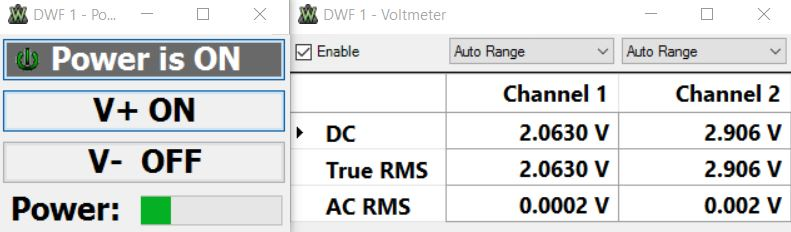 DWF 1 - Po...
Power is ON
V+ ON
V- OFF
Power:
DWF 1 - Voltmeter
Enable Auto Range Auto Range
Channel 1 Channel 2
DC 2.0630 V 2.906 V
True RMS 2.0630 V 2.906 V
AC RMS 0.0002 V 0.002 V